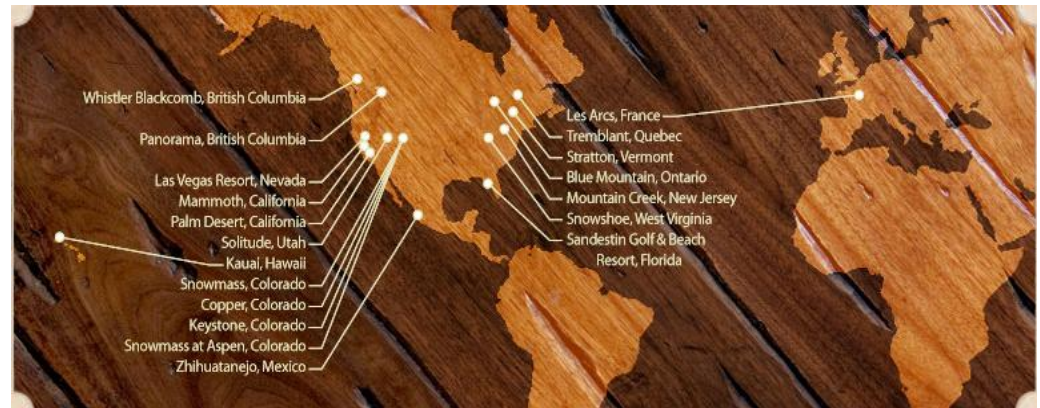 Whistler Blackcomb, British Columbia
Panorama, British Columbia
Las Vegas Resort, Nevada
Mammoth, California
Palm Desert, California
Solitude, Utah
Kauai, Hawaii
Snowmass, Colorado
Copper, Colorado
Keystone, Colorado
Snowmass at Aspen, Colorado
Zhihuatanejo, Mexico
Les Arcs, France
Tremblant, Quebec
Stratton, Vermont
Blue Mountain, Ontario
Mountain Creek, New Jersey
Snowshoe, West Virginia
Sandestin Golf & Beach
Resort, Florida